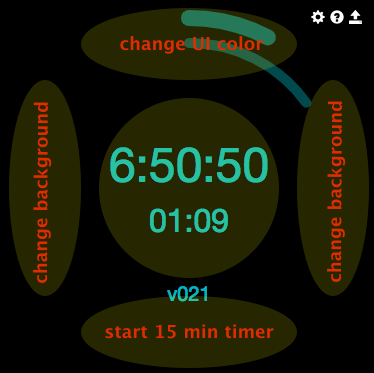 change UI color
change background
6:50:50
01:09
change background
v021
start 15 min timer